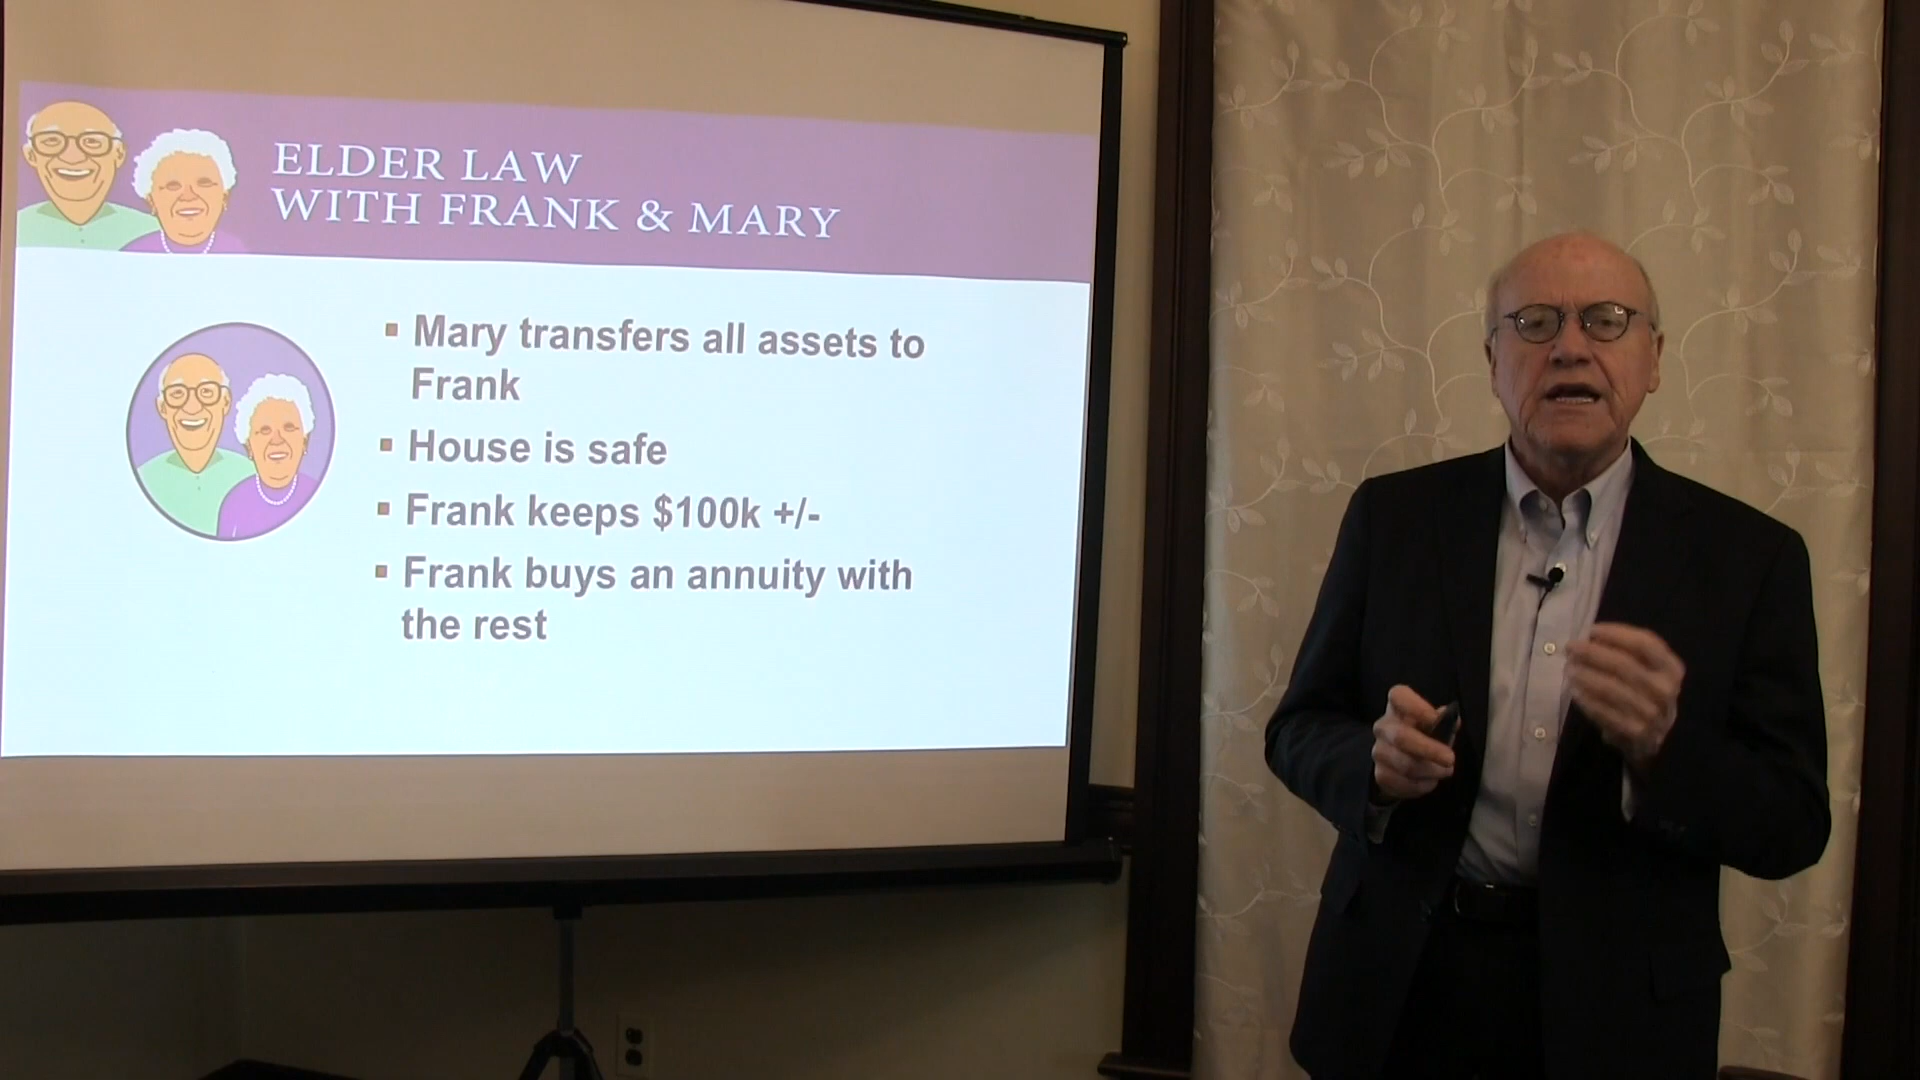 ELDER LAW
WITH FRANK & MARY
▪ Mary transfers all assets to
Frank
▪ House is safe
▪ Frank keeps $100k +/-
▪ Frank buys an annuity with
the rest